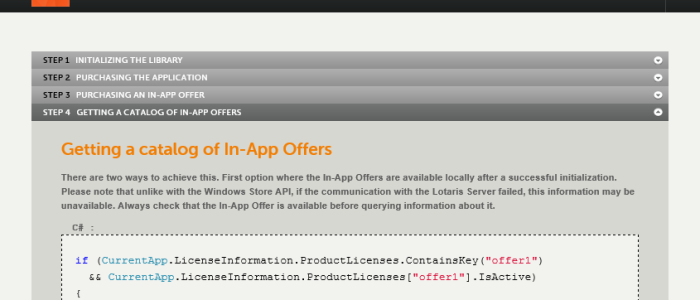 STEP 1 INITIALIZING THE LIBRARY
STEP 2 PURCHASING THE APPLICATION
STEP 3 PURCHASING AN IN-APP OFFER
STEP 4 GETTING A CATALOG OF IN-APP OFFERS
Getting a catalog of In-App Offers
There are two ways to achieve this. First option where the In-App Offers are available locally after a successful initialization.
Please note that unlike with the Windows Store API, if the communication with the Lotaris Server failed, this information may be
unavailable. Always check that the In-App Offer is available before querying information about it.
C# :
if (CurrentApp.LicenseInformation.ProductLicenses.ContainsKey("offer1")
&& CurrentApp.LicenseInformation.ProductLicenses["offer1"].IsActive)
{